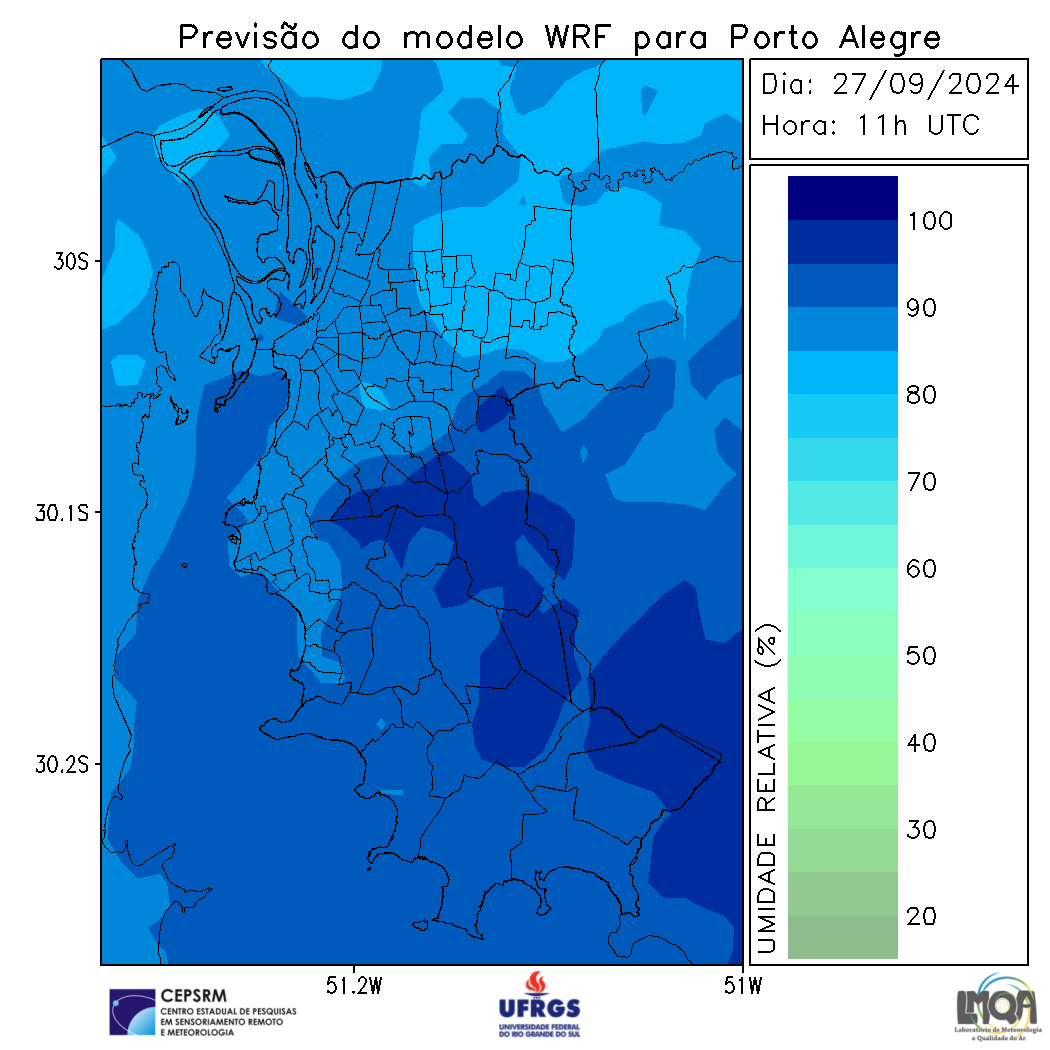 Previsão do modelo WRF para Porto Alegre
Dia: 27/09/2024
Hora: 11h UTC
30S
30.1S
30.2S
51.2W
51W
UMIDADE RELATIVA (%)
100
90
80
70
60
50
40
30
20
CEPSRM
CENTRO ESTADUAL DE PESQUISAS
EM SENSORIAMENTO REMOTO
E METEOROLOGIA
UFRGS
UNIVERSIDADE FEDERAL
DO RIO GRANDE DO SUL
LMQA
Laboratório de Meteorologia
e Qualidade do Ar